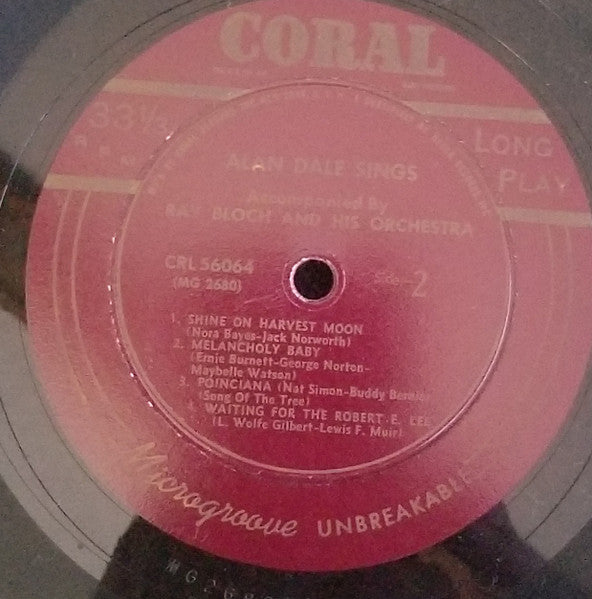 CORAL
33⅓
R.P.M.
LONG
PLAY
ALAN DALE SINGS
Accompanied By
RAY BLOCH AND HIS ORCHESTRA
CRL 56064
(MG 2680)
Side 2
1. SHINE ON HARVEST MOON
(Nora Bayes-Jack Norworth)
2. MELANCHOLY BABY
(Ernie Burnett-George Norton-
Maybelle Watson)
3. POINCIANA (Nat Simon-Buddy Bernier)
(Song Of The Tree)
4. WAITING FOR THE ROBERT E. LEE
(L. Wolfe Gilbert-Lewis F. Muir)
Microgroove UNBREAKABLE
MG 268